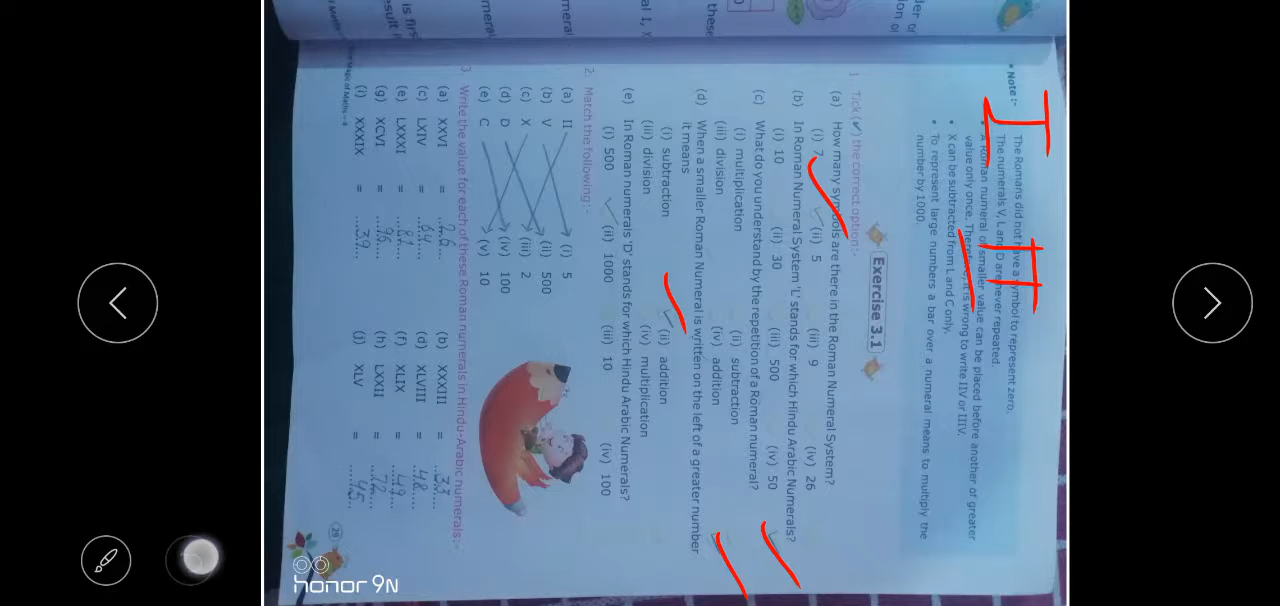 • Note :-
The Romans did not have a symbol to represent zero.
The numerals V, L and D are never repeated.
• A Roman numeral of smaller value can be placed before another of greater
value only once. Therefore, it is wrong to write IIV or IIIV.
• X can be subtracted from L and C only.
• To represent large numbers a bar over a numeral means to multiply the
number by 1000.
Exercise 3.1
1. Tick (✓) the correct option:-
(a) How many symbols are there in the Roman Numeral System?
(i) 7 (ii) 5 (iii) 9 (iv) 26
(b) In Roman Numeral System 'L' stands for which Hindu Arabic Numerals?
(i) 10 (ii) 30 (iii) 500 (iv) 50
(c) What do you understand by the repetition of a Roman numeral?
(i) multiplication (ii) subtraction
(iii) division (iv) addition
(d) When a smaller Roman Numeral is written on the left of a greater number
it means
(i) subtraction (ii) addition
(iii) division (iv) multiplication
(e) In Roman numerals 'D' stands for which Hindu Arabic Numerals?
(i) 500 (ii) 1000 (iii) 10 (iv) 100
2. Match the following:-
(a) II (i) 5
(b) V (ii) 500
(c) X (iii) 2
(d) D (iv) 100
(e) C (v) 10
3. Write the value for each of these Roman numerals in Hindu-Arabic numerals:-
(a) XXVI = 26 (b) XXXIII = 33
(c) LXIV = 64 (d) XLVIII = 48
(e) LXXXI = 81 (f) XLIX = 49
(g) XCVI = 96 (h) LXXII = 72
(i) XXXIX = 39 (j) XLV = 45
29
honor 9N